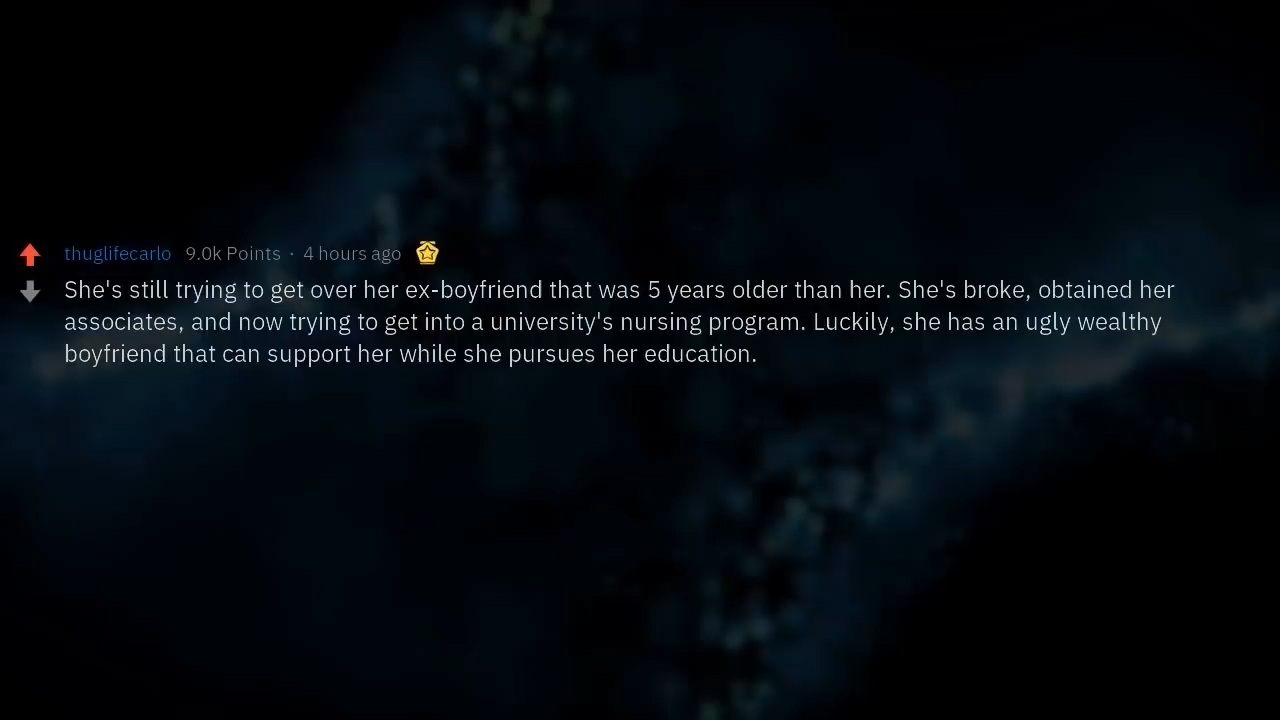 thuglifecarlo 9.0k Points · 4 hours ago
She's still trying to get over her ex-boyfriend that was 5 years older than her. She's broke, obtained her
associates, and now trying to get into a university's nursing program. Luckily, she has an ugly wealthy
boyfriend that can support her while she pursues her education.